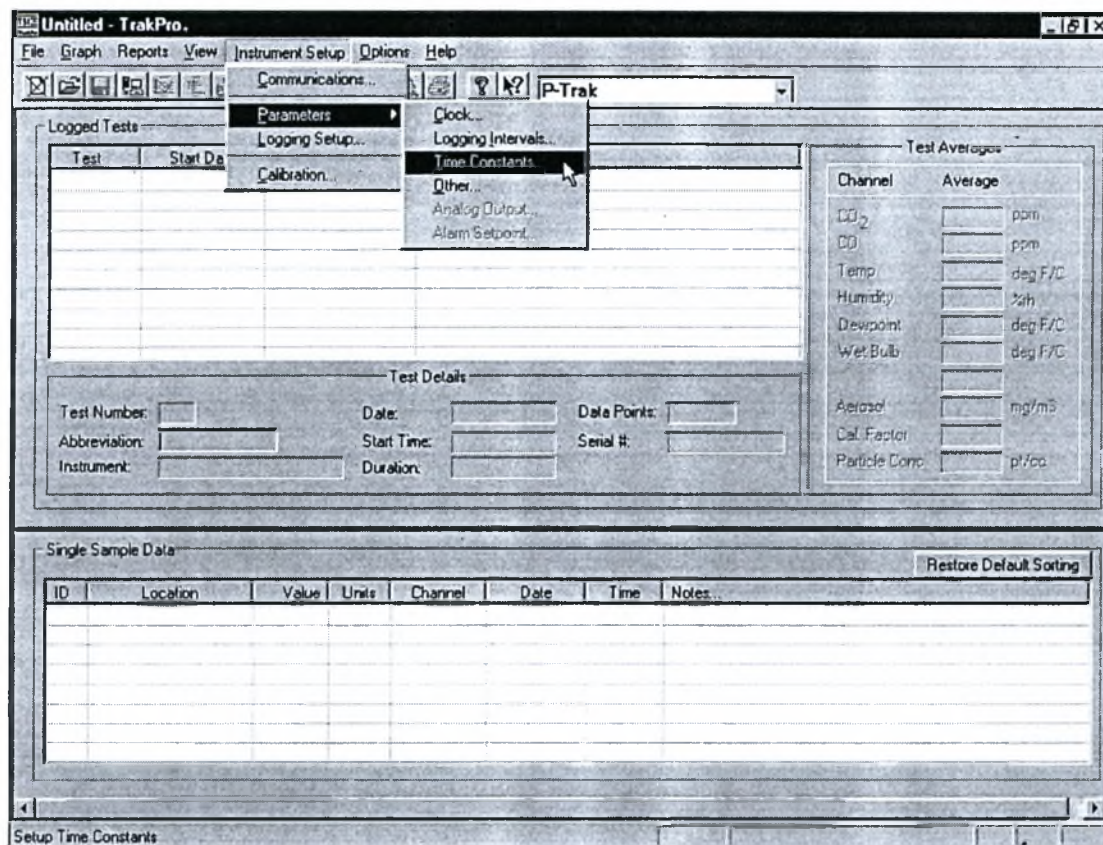 Untitled - TrakPro.
File Graph Reports View Instrument Setup Options Help
Communications...
P-Trak
Parameters
Logging Setup...
Calibration...
Clock...
Logging Intervals...
Time Constants...
Other...
Analog Output...
Alarm Setpoint...
Logged Tests
Test Start Da
Test Averages
Channel Average
CO2 ppm
CO ppm
Temp deg F/C
Humidity %rh
Dewpoint deg F/C
Wet Bulb deg F/C
Aerosol mg/m3
Cal. Factor
Particle Conc. pt/cc
Test Details
Test Number: Date: Data Points:
Abbreviation: Start Time: Serial #:
Instrument: Duration:
Single Sample Data
Restore Default Sorting
ID Location Value Units Channel Date Time Notes...
Setup Time Constants